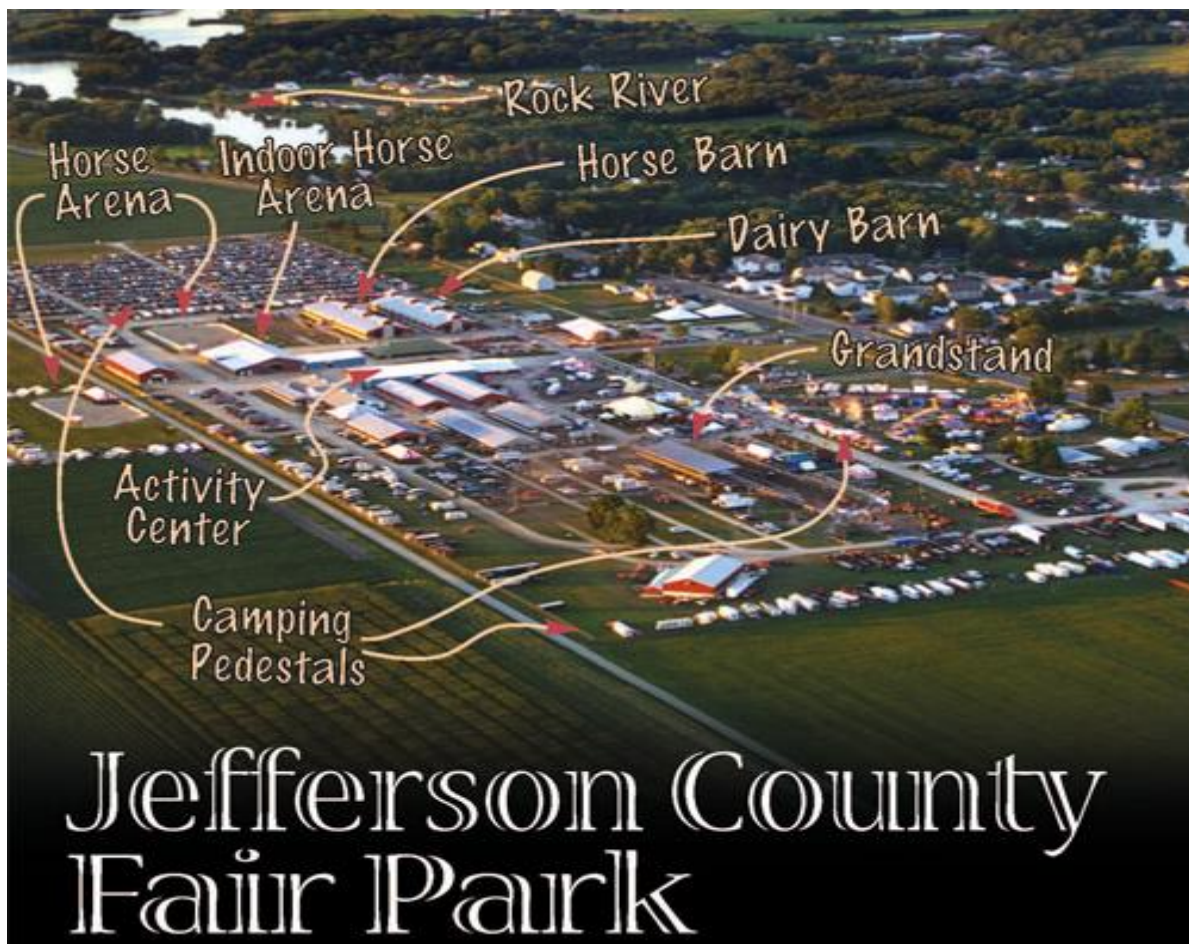 Rock River
Horse
Arena
Indoor Horse
Arena
Horse Barn
Dairy Barn
Grandstand
Activity
Center
Camping
Pedestals
Jefferson County
Fair Park